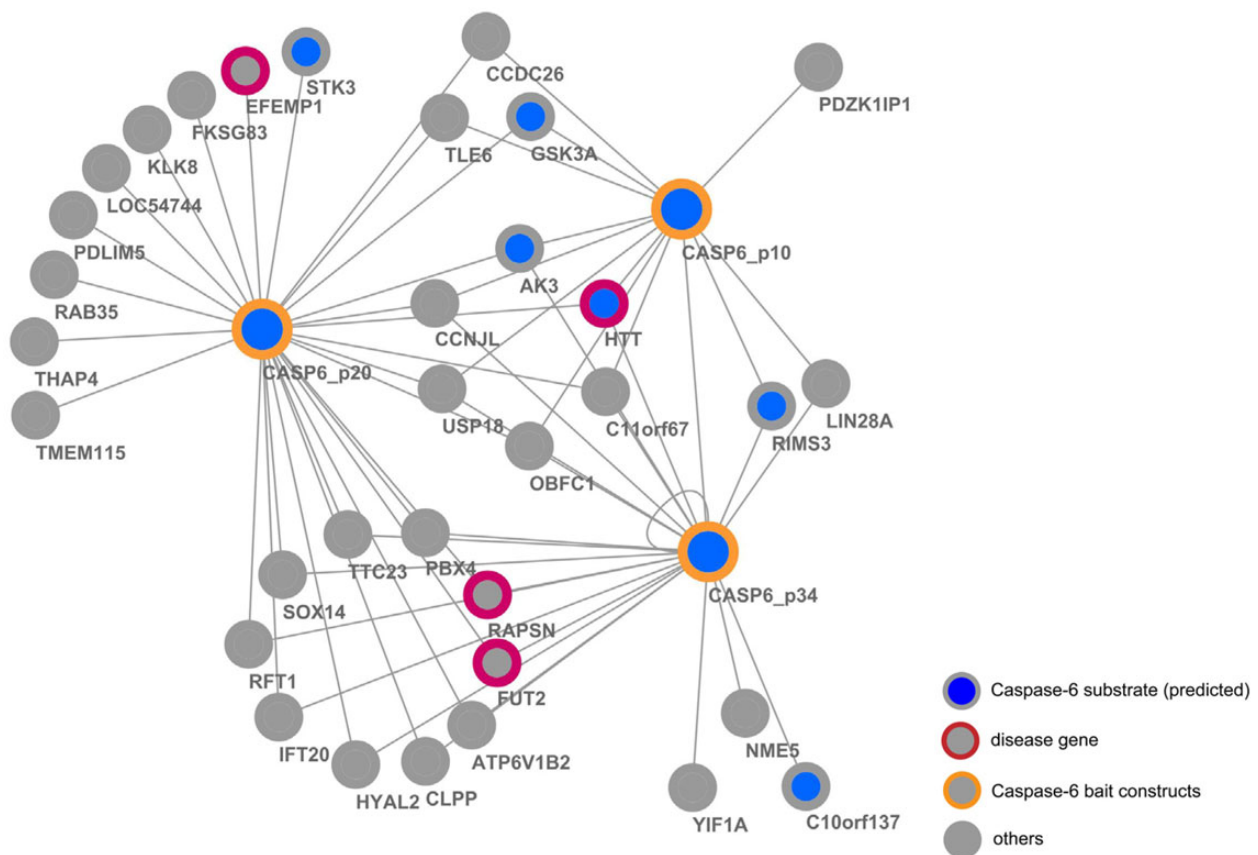 CCDC26
STK3
EFEMP1
PDZK1IP1
FKSG83
TLE6
GSK3A
KLK8
LOC54744
PDLIM5
CASP6_p10
AK3
RAB35
CCNJL
HTT
THAP4
CASP6_p20
USP18
C11orf67
LIN28A
RIMS3
TMEM115
OBFC1
TTC23
PBX4
CASP6_p34
SOX14
RAPSN
RFT1
FUT2
IFT20
ATP6V1B2
HYAL2
CLPP
NME5
YIF1A
C10orf137
Caspase-6 substrate (predicted)
disease gene
Caspase-6 bait constructs
others